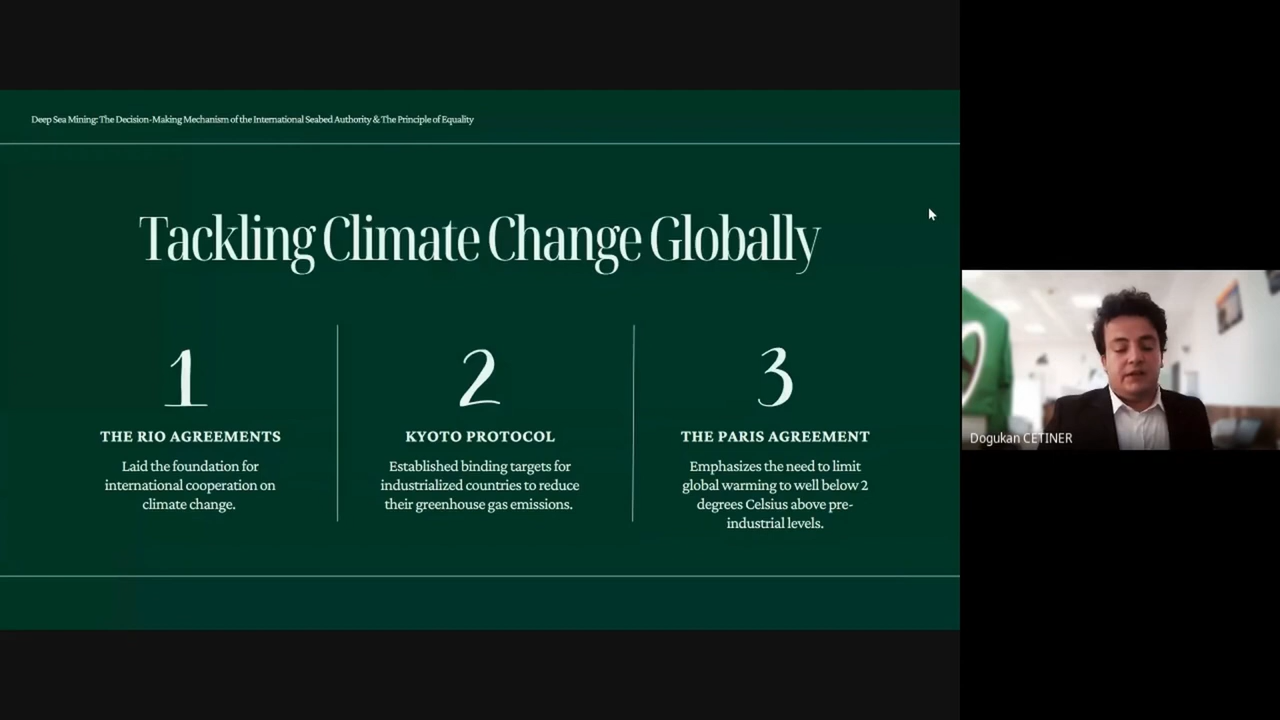 Deep Sea Mining: The Decision-Making Mechanism of the International Seabed Authority & The Principle of Equality
Tackling Climate Change Globally
1
THE RIO AGREEMENTS
Laid the foundation for
international cooperation on
climate change.
2
KYOTO PROTOCOL
Established binding targets for
industrialized countries to reduce
their greenhouse gas emissions.
3
THE PARIS AGREEMENT
Emphasizes the need to limit
global warming to well below 2
degrees Celsius above pre-
industrial levels.
Dogukan CETINER